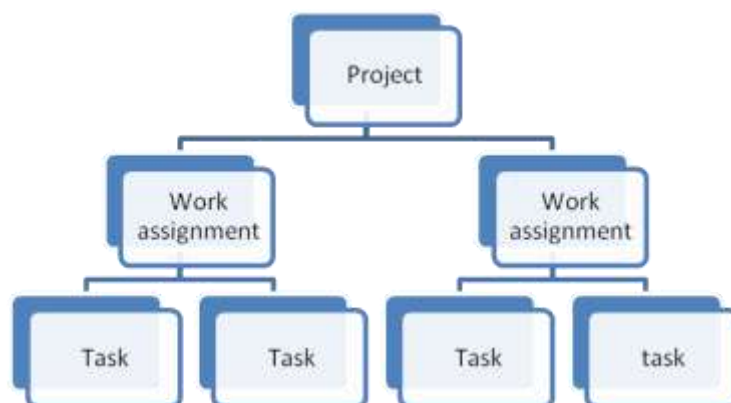 Project
Work
assignment
Work
assignment
Task
Task
Task
task